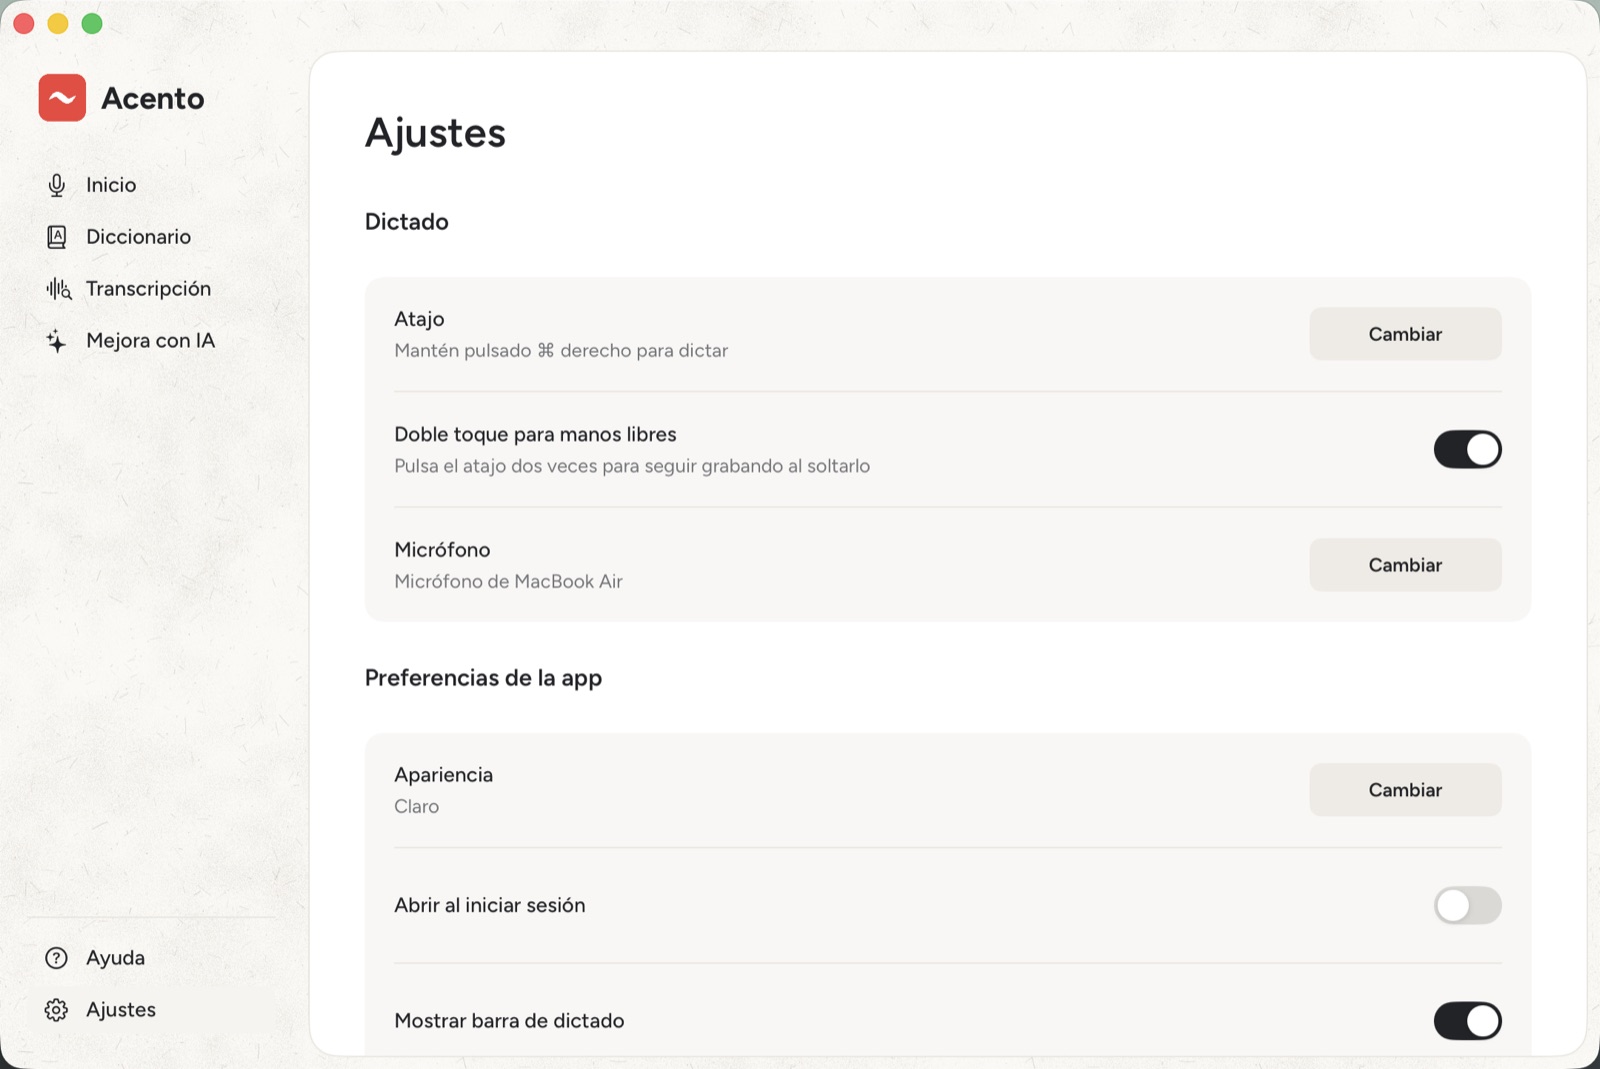 Acento
Inicio
Diccionario
Transcripción
Mejora con IA
Ayuda
Ajustes
Ajustes
Dictado
Atajo
Mantén pulsado ⌘ derecho para dictar
Cambiar
Doble toque para manos libres
Pulsa el atajo dos veces para seguir grabando al soltarlo
Micrófono
Micrófono de MacBook Air
Cambiar
Preferencias de la app
Apariencia
Claro
Cambiar
Abrir al iniciar sesión
Mostrar barra de dictado